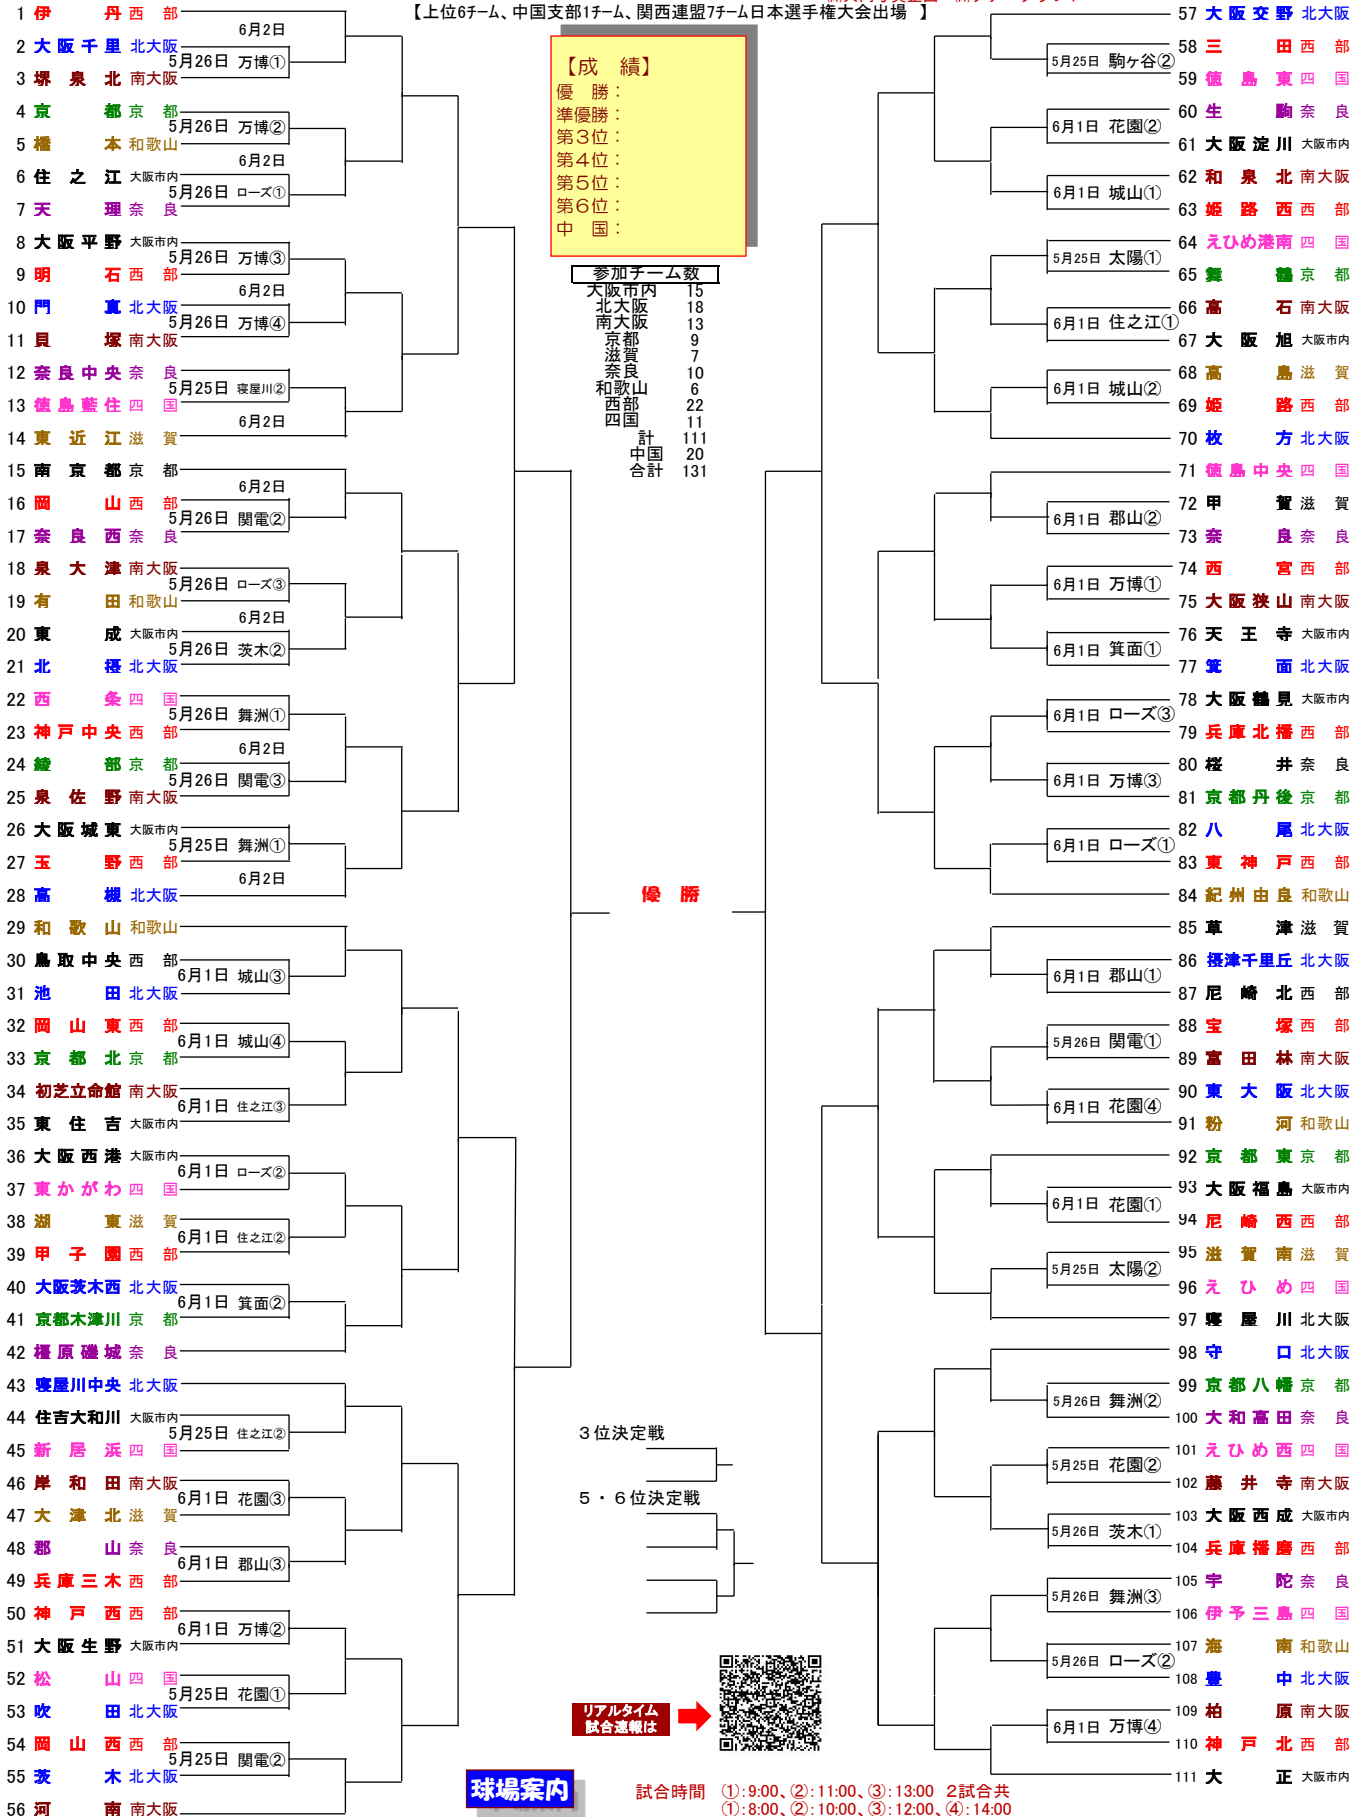 【上位6チーム、中国支部1チーム、関西連盟7チーム日本選手権大会出場 】
1 伊丹 西部
6月2日
2 大阪千里 北大阪
5月26日 万博①
3 堺泉北 南大阪
4 京都 京都
5月26日 万博②
5 橋本 和歌山
6月2日
6 住之江 大阪市内
5月26日 ローズ①
7 天理 奈良
8 大阪平野 大阪市内
5月26日 万博③
9 明石 西部
6月2日
10 門真 北大阪
5月26日 万博④
11 貝塚 南大阪
12 奈良中央 奈良
5月25日 寝屋川②
13 徳島藍住 四国
6月2日
14 東近江 滋賀
15 南京都 京都
6月2日
16 岡山 西部
5月26日 関電②
17 奈良西 奈良
18 泉大津 南大阪
5月26日 ローズ③
19 有田 和歌山
6月2日
20 東成 大阪市内
5月26日 茨木②
21 北摂 北大阪
22 西条 四国
5月26日 舞洲①
23 神戸中央 西部
6月2日
24 綾部 京都
5月26日 関電③
25 泉佐野 南大阪
26 大阪城東 大阪市内
5月25日 舞洲①
27 玉野 西部
6月2日
28 高槻 北大阪
29 和歌山 和歌山
30 鳥取中央 西部
6月1日 城山③
31 池田 北大阪
32 岡山東 西部
6月1日 城山④
33 京都北 京都
34 初芝立命館 南大阪
6月1日 住之江③
35 東住吉 大阪市内
36 大阪西港 大阪市内
6月1日 ローズ②
37 東かがわ 四国
38 湖東 滋賀
6月1日 住之江②
39 甲子園 西部
40 大阪茨木西 北大阪
6月1日 箕面②
41 京都木津川 京都
42 橿原磯城 奈良
43 寝屋川中央 北大阪
44 住吉大和川 大阪市内
5月25日 住之江②
45 新居浜 四国
46 岸和田 南大阪
6月1日 花園③
47 大津北 滋賀
48 郡山 奈良
6月1日 郡山③
49 兵庫三木 西部
50 神戸西 西部
6月1日 万博②
51 大阪生野 大阪市内
52 松山 四国
5月25日 花園①
53 吹田 北大阪
54 岡山西 西部
5月25日 関電②
55 茨木 北大阪
56 河南 南大阪
【成績】
優勝：
準優勝：
第3位：
第4位：
第5位：
第6位：
中国：
参加チーム数
大阪市内 15
北大阪 18
南大阪 13
京都 9
滋賀 7
奈良 10
和歌山 6
西部 22
四国 11
計 111
中国 20
合計 131
優勝
3位決定戦
5・6位決定戦
リアルタイム
試合速報は
球場案内
試合時間 ①:9:00、②:11:00、③:13:00 2試合共
①:8:00、②:10:00、③:12:00、④:14:00
57 大阪交野 北大阪
58 三田 西部
5月25日 駒ヶ谷②
59 徳島東 四国
60 生駒 奈良
6月1日 花園②
61 大阪淀川 大阪市内
62 和泉北 南大阪
6月1日 城山①
63 姫路西 西部
64 えひめ港南 四国
5月25日 太陽①
65 舞鶴 京都
66 高石 南大阪
6月1日 住之江①
67 大阪旭 大阪市内
68 高島 滋賀
6月1日 城山②
69 姫路 西部
70 枚方 北大阪
71 徳島中央 四国
72 甲賀 滋賀
6月1日 郡山②
73 奈良 奈良
74 西宮 西部
6月1日 万博①
75 大阪狭山 南大阪
76 天王寺 大阪市内
6月1日 箕面①
77 箕面 北大阪
78 大阪鶴見 大阪市内
6月1日 ローズ③
79 兵庫北播 西部
80 桜井 奈良
6月1日 万博③
81 京都丹後 京都
82 八尾 北大阪
6月1日 ローズ①
83 東神戸 西部
84 紀州由良 和歌山
85 草津 滋賀
86 摂津千里丘 北大阪
6月1日 郡山①
87 尼崎北 西部
88 宝塚 西部
5月26日 関電①
89 富田林 南大阪
90 東大阪 北大阪
6月1日 花園④
91 粉河 和歌山
92 京都東 京都
93 大阪福島 大阪市内
6月1日 花園①
94 尼崎西 西部
95 滋賀南 滋賀
5月25日 太陽②
96 えひめ 四国
97 寝屋川 北大阪
98 守口 北大阪
99 京都八幡 京都
5月26日 舞洲②
100 大和高田 奈良
101 えひめ西 四国
5月25日 花園②
102 藤井寺 南大阪
103 大阪西成 大阪市内
5月26日 茨木①
104 兵庫播磨 西部
105 宇陀 奈良
5月26日 舞洲③
106 伊予三島 四国
107 海南 和歌山
5月26日 ローズ②
108 豊中 北大阪
109 柏原 南大阪
6月1日 万博④
110 神戸北 西部
111 大正 大阪市内